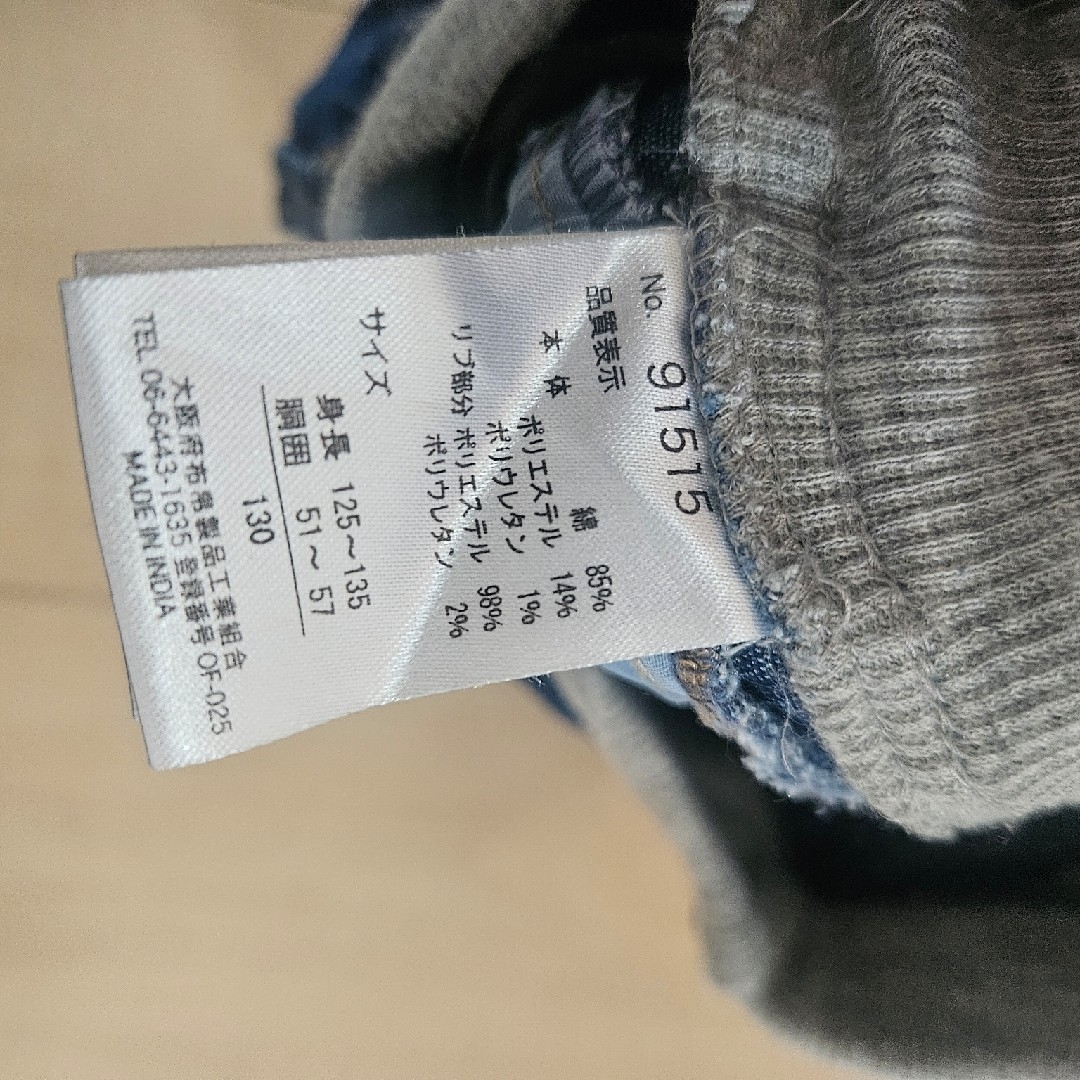 No. 91515
品質表示
本体 綿 85%
ポリエステル 14%
ポリウレタン 1%
リブ部分 ポリエステル 98%
ポリウレタン 2%
サイズ
身長 125～135
胴囲 51～57
130
大阪府布帛製品工業組合
TEL 06-6443-1635 登録番号 OF-025
MADE IN INDIA